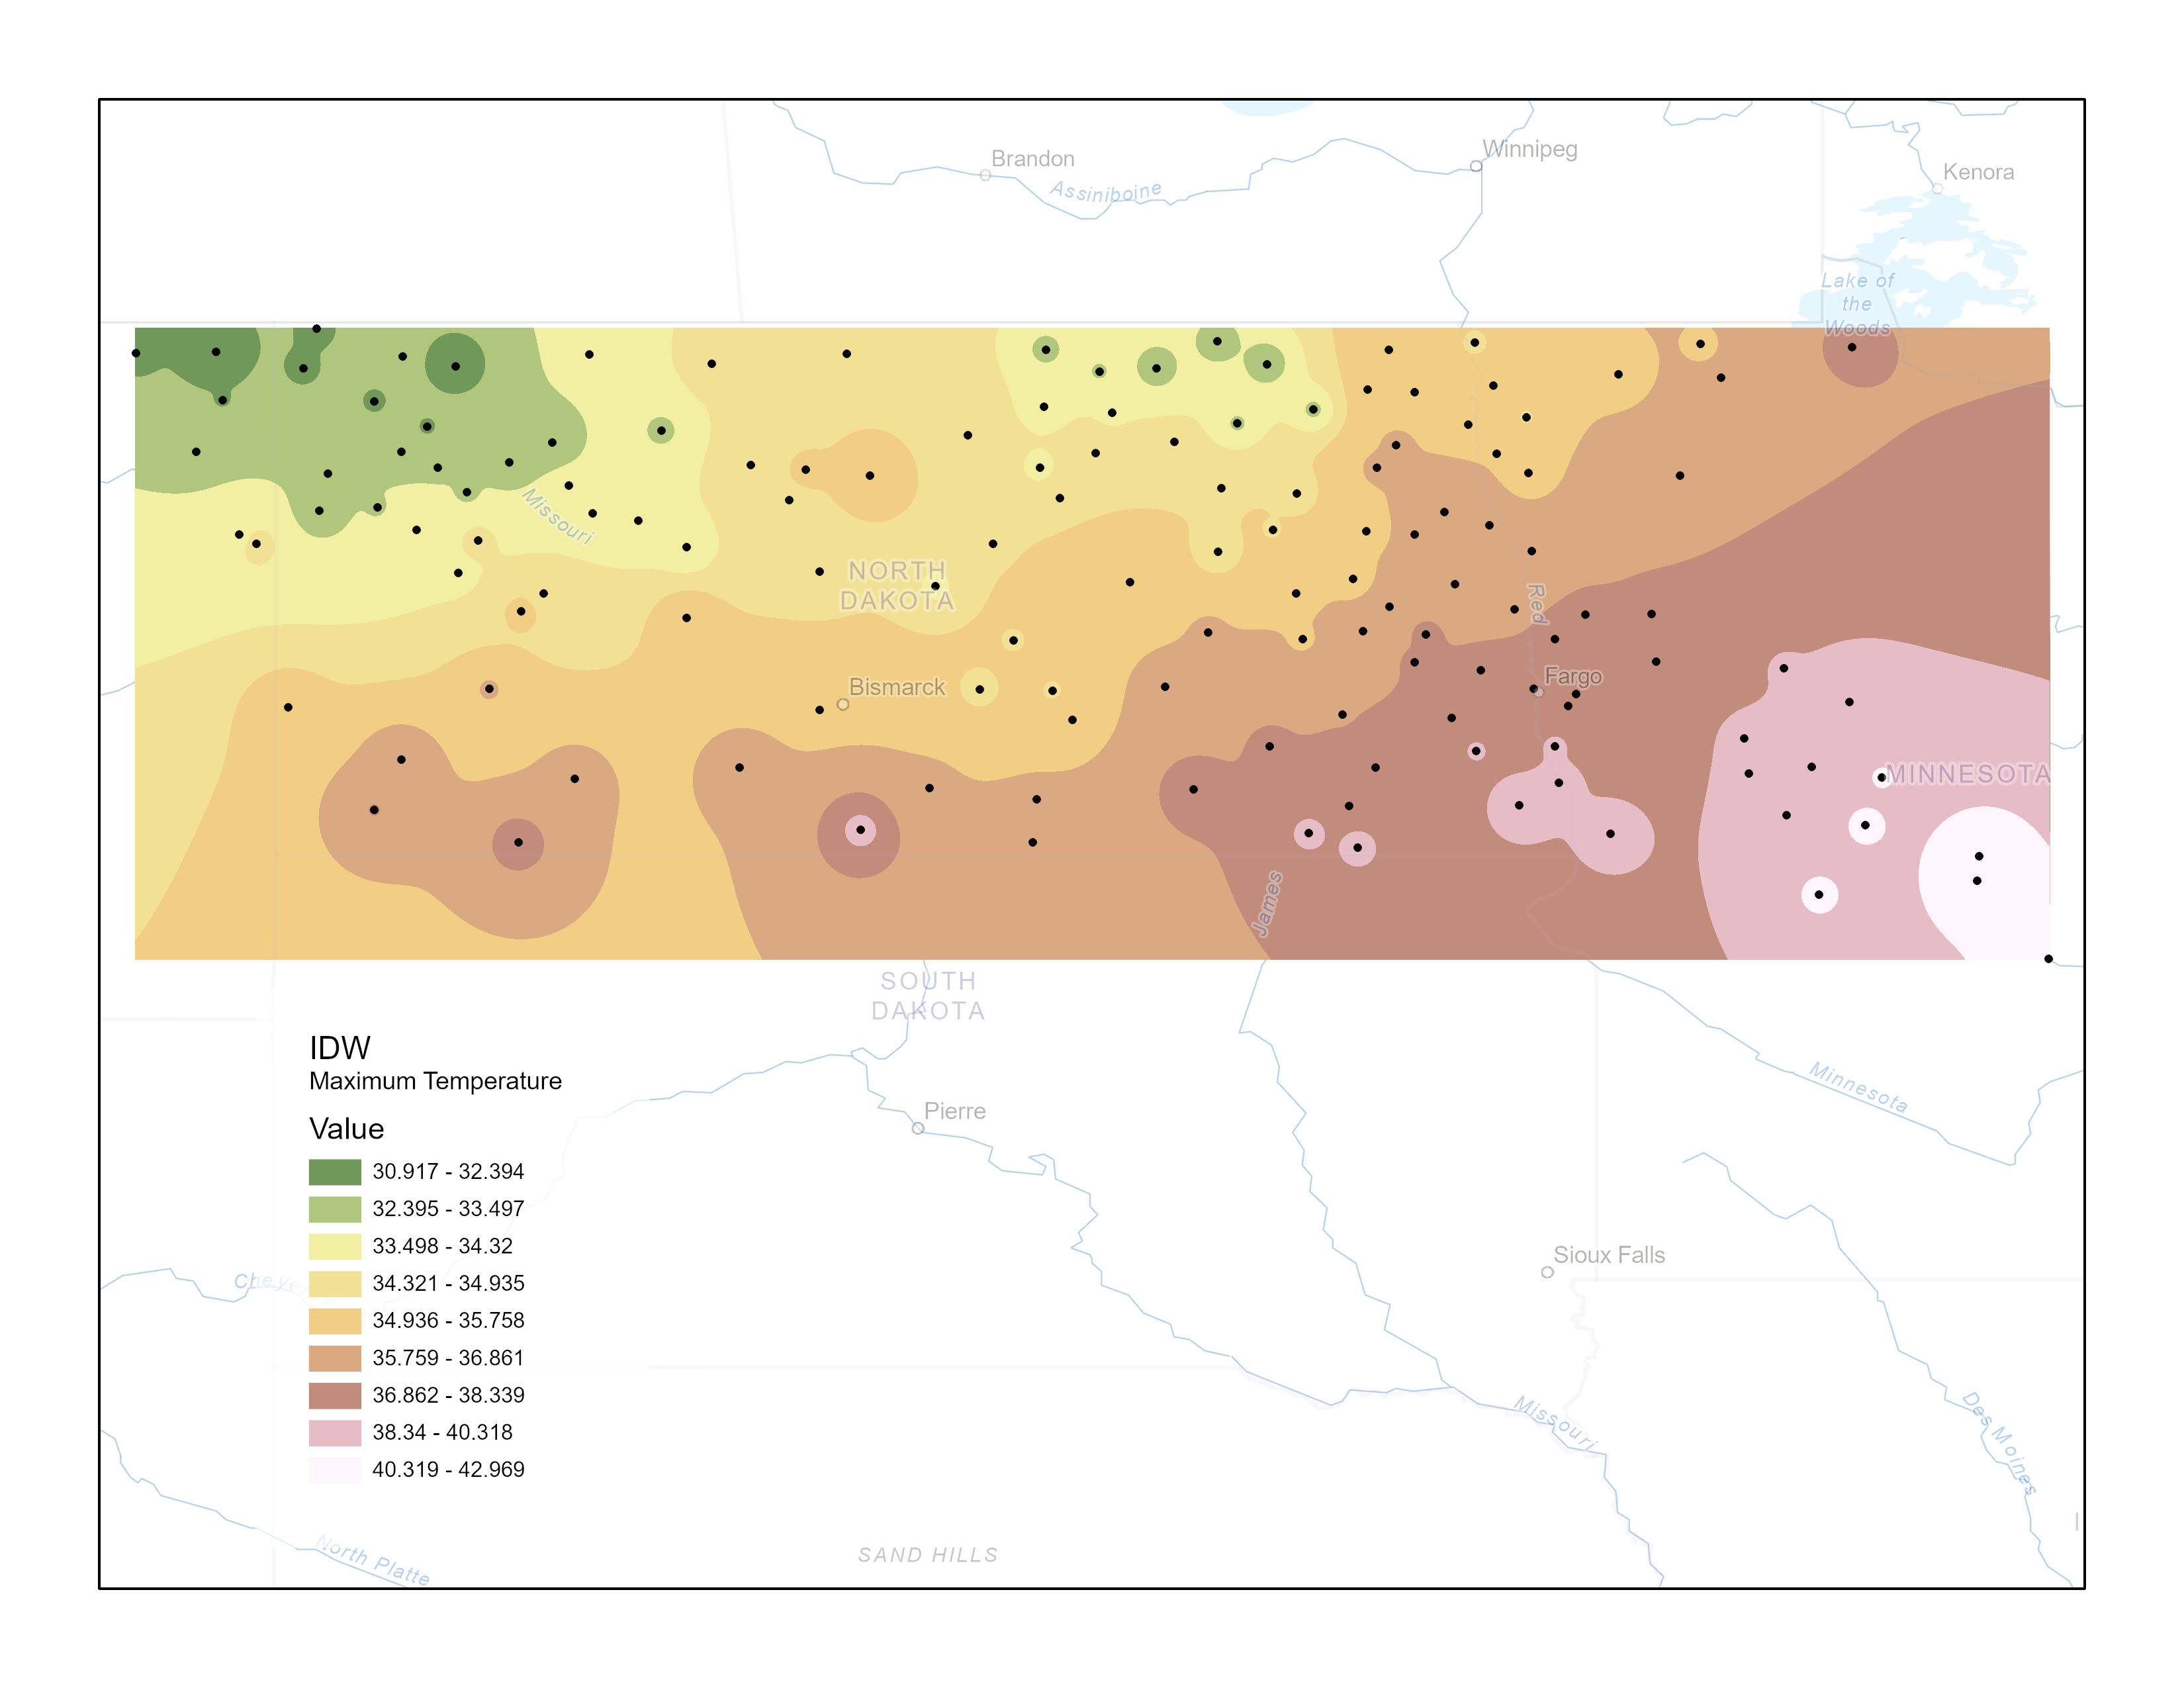 Brandon
Assiniboine
Winnipeg
Kenora
Lake of
the
Woods
Missouri
NORTH
DAKOTA
Red
Bismarck
Fargo
MINNESOTA
James
SOUTH
DAKOTA
IDW
Maximum Temperature
Value
30.917 - 32.394
32.395 - 33.497
33.498 - 34.32
34.321 - 34.935
34.936 - 35.758
35.759 - 36.861
36.862 - 38.339
38.34 - 40.318
40.319 - 42.969
Pierre
Minnesota
Sioux Falls
Missouri
Des Moines
North Platte
SAND HILLS